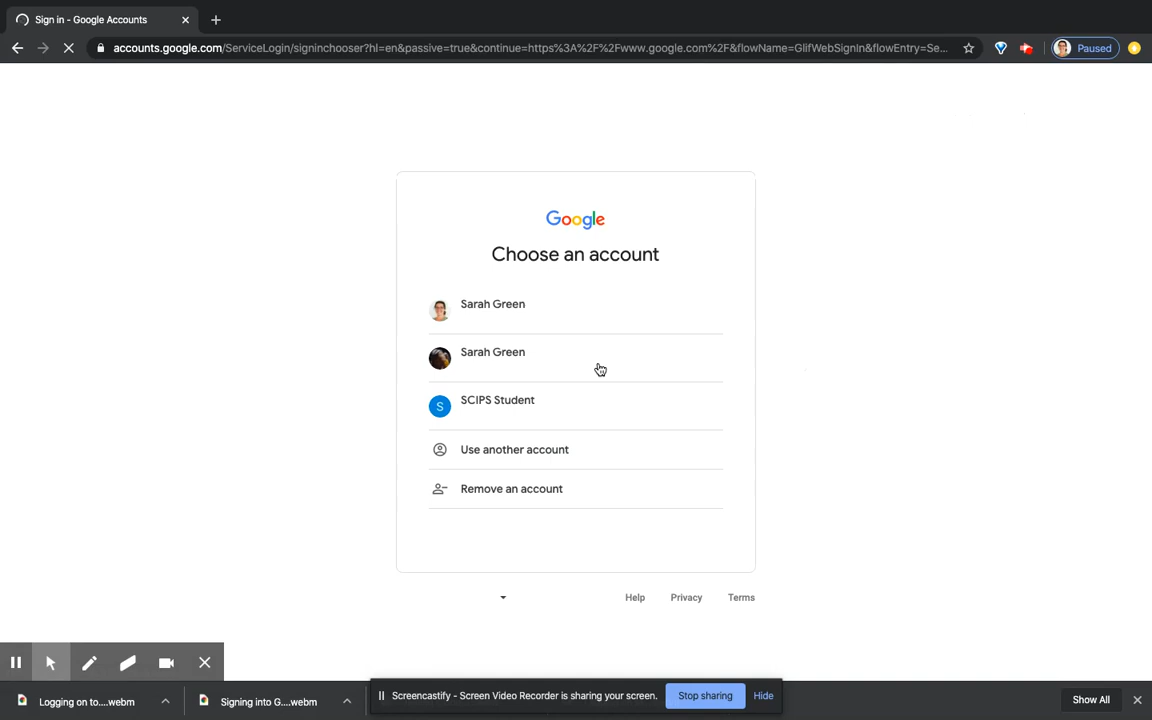 Sign in - Google Accounts
accounts.google.com/ServiceLogin/signinchooser?hl=en&passive=true&continue=https%3A%2F%2Fwww.google.com%2F&flowName=GlifWebSignIn&flowEntry=Se...
Paused
Google
Choose an account
Sarah Green
Sarah Green
S
SCIPS Student
Use another account
Remove an account
Help Privacy Terms
Logging on to....webm
Signing into G....webm
Screencastify - Screen Video Recorder is sharing your screen.
Stop sharing
Hide
Show All